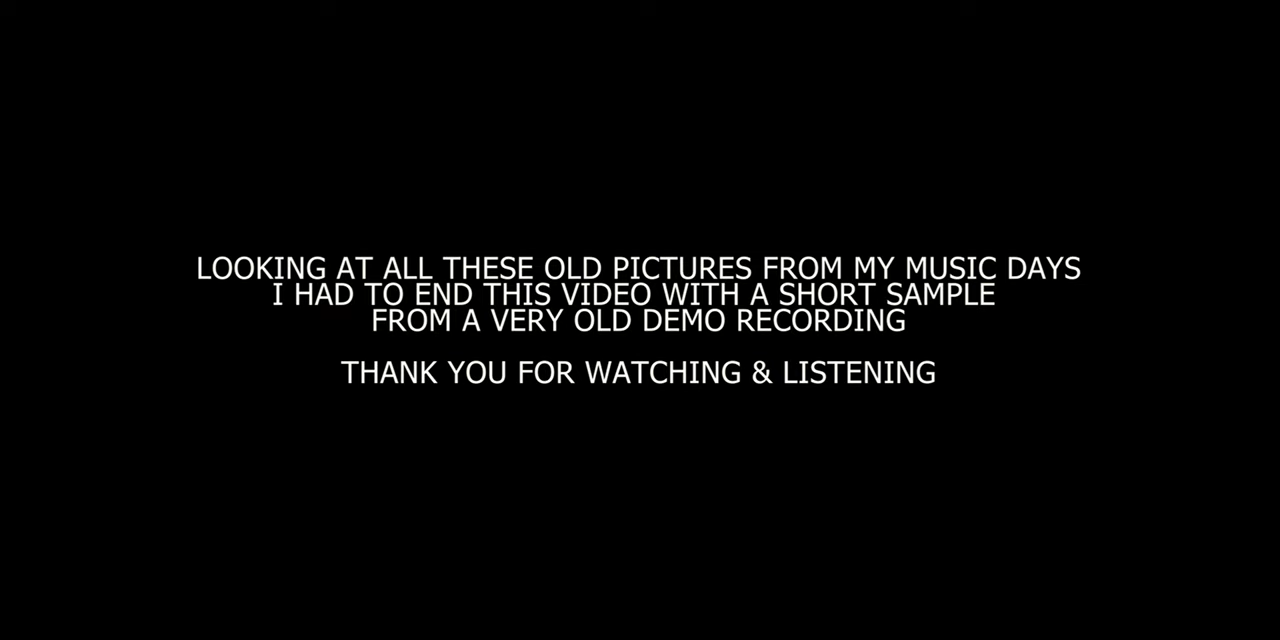 LOOKING AT ALL THESE OLD PICTURES FROM MY MUSIC DAYS
I HAD TO END THIS VIDEO WITH A SHORT SAMPLE
FROM A VERY OLD DEMO RECORDING
THANK YOU FOR WATCHING & LISTENING